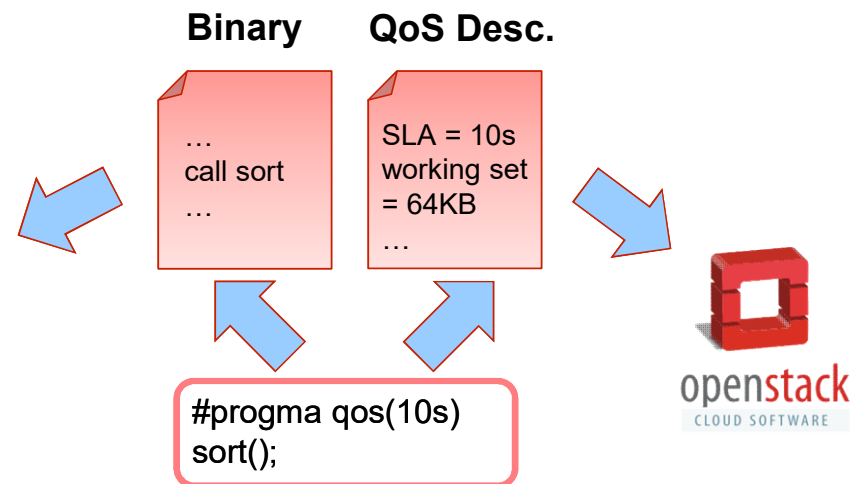 Binary
QoS Desc.
…
call sort
…
SLA = 10s
working set
= 64KB
…
openstack
CLOUD SOFTWARE
#progma qos(10s)
sort();